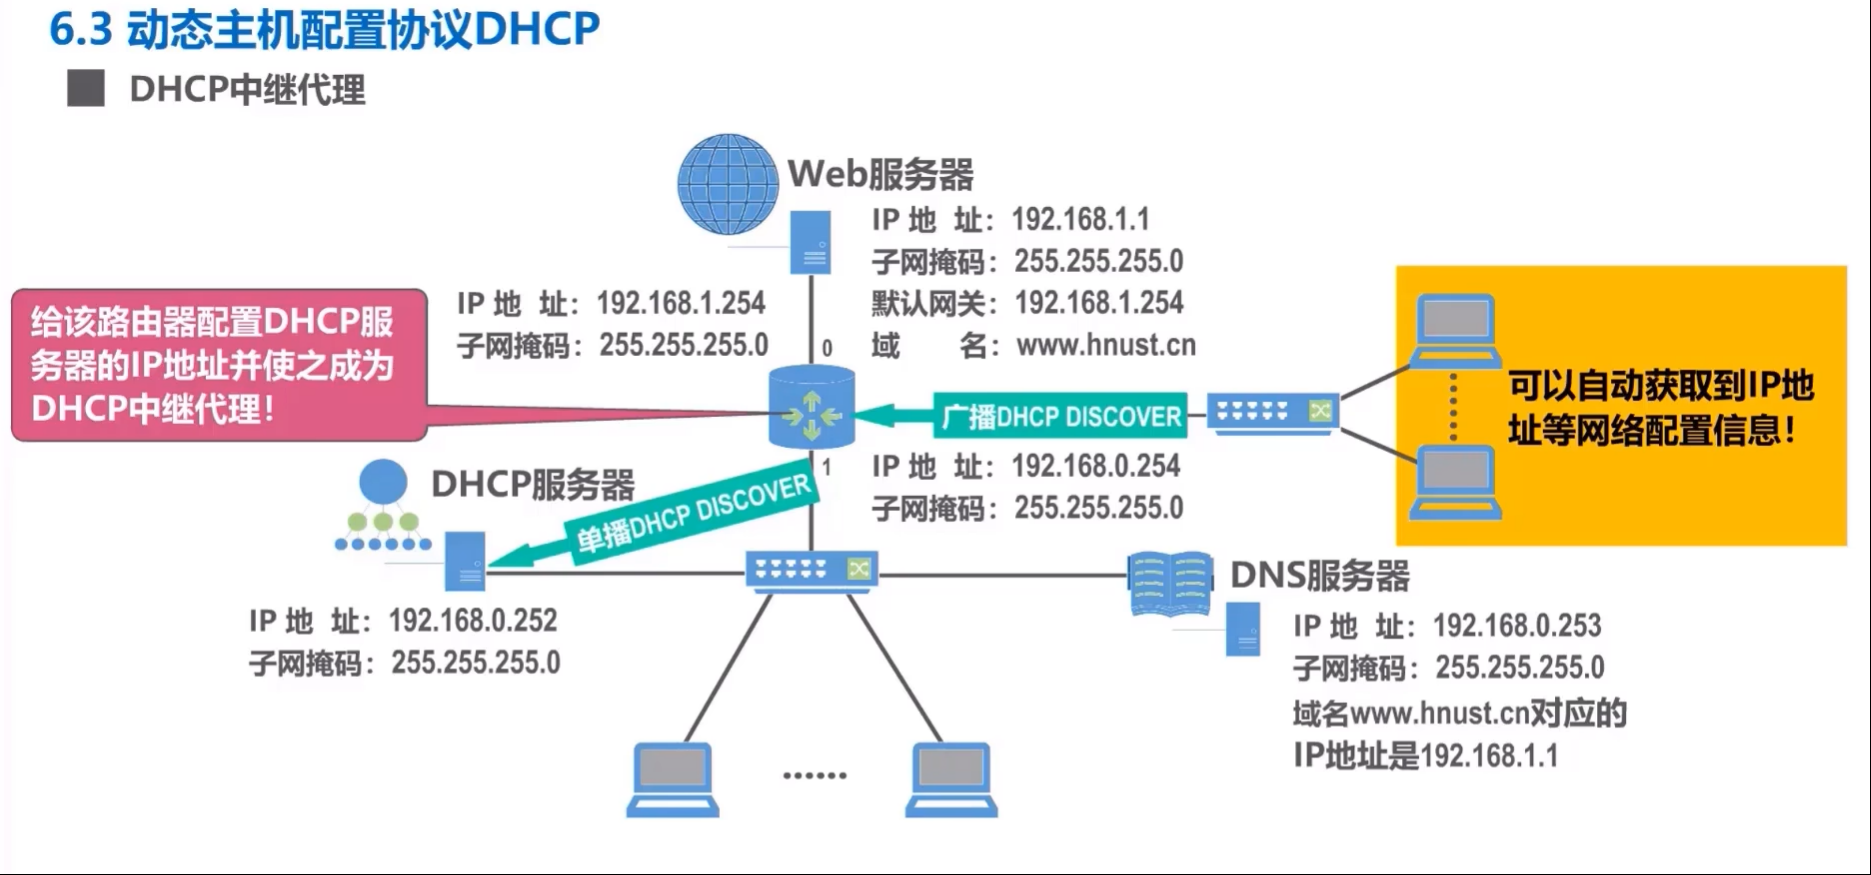 6.3 动态主机配置协议DHCP
DHCP中继代理
Web服务器
IP 地 址：192.168.1.1
子网掩码：255.255.255.0
默认网关：192.168.1.254
域 名：www.hnust.cn
IP 地 址：192.168.1.254
子网掩码：255.255.255.0
0
给该路由器配置DHCP服
务器的IP地址并使之成为
DHCP中继代理！
广播DHCP DISCOVER
可以自动获取到IP地
址等网络配置信息！
1
IP 地 址：192.168.0.254
子网掩码：255.255.255.0
DHCP服务器
单播DHCP DISCOVER
IP 地 址：192.168.0.252
子网掩码：255.255.255.0
DNS服务器
IP 地 址：192.168.0.253
子网掩码：255.255.255.0
域名www.hnust.cn对应的
IP地址是192.168.1.1